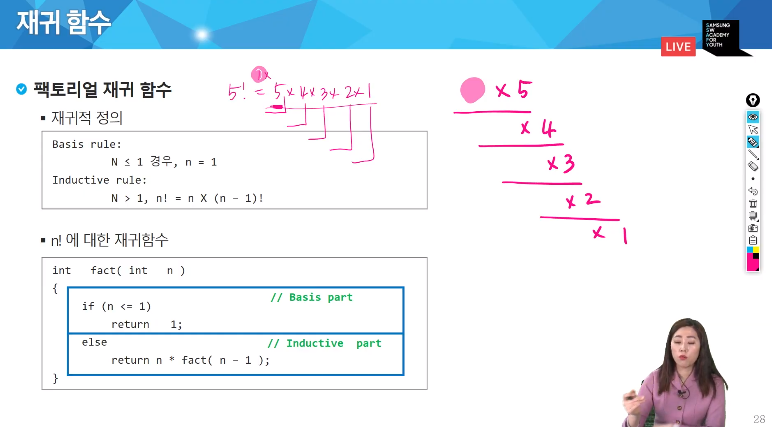 재귀 함수
LIVE
SAMSUNG
SW
ACADEMY
FOR
YOUTH
팩토리얼 재귀 함수
5! = 5 x 4 x 3 x 2 x 1
재귀적 정의
Basis rule:
N ≤ 1 경우, n = 1
Inductive rule:
N > 1, n! = n X (n - 1)!
x 5
x 4
x 3
x 2
x 1
n! 에 대한 재귀함수
int fact( int n )
{
if (n <= 1) // Basis part
return 1;
else // Inductive part
return n * fact( n - 1 );
}
28